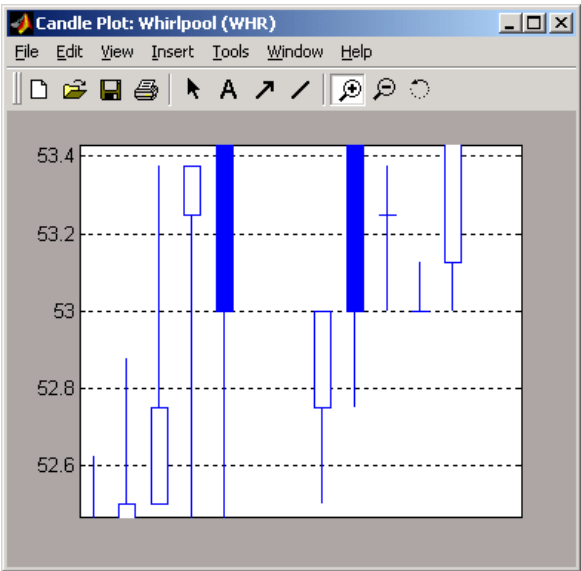 Candle Plot: Whirlpool (WHR)
File Edit View Insert Tools Window Help
A
53.4
53.2
53
52.8
52.6